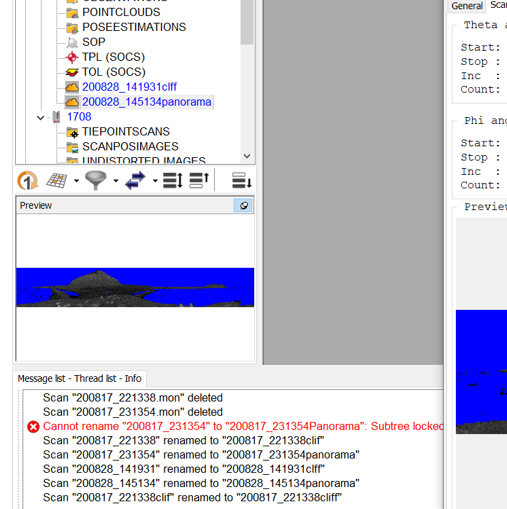 POINTCLOUDS
POSEESTIMATIONS
SOP
TPL (SOCS)
TOL (SOCS)
200828_141931clff
200828_145134panorama
1708
TIEPOINTSCANS
SCANPOSIMAGES
UNDISTORTED IMAGES
1
Preview
Message list - Thread list - Info
Scan "200817_221338.mon" deleted
Scan "200817_231354.mon" deleted
Cannot rename "200817_231354" to "200817_231354Panorama": Subtree locked
Scan "200817_221338" renamed to "200817_221338clif"
Scan "200817_231354" renamed to "200817_231354panorama"
Scan "200828_141931" renamed to "200828_141931clff"
Scan "200828_145134" renamed to "200828_145134panorama"
Scan "200817_221338clif" renamed to "200817_221338cliff"
General Scan
Theta a
Start:
Stop :
Inc :
Count:
Phi ang
Start:
Stop :
Inc :
Count:
Preview